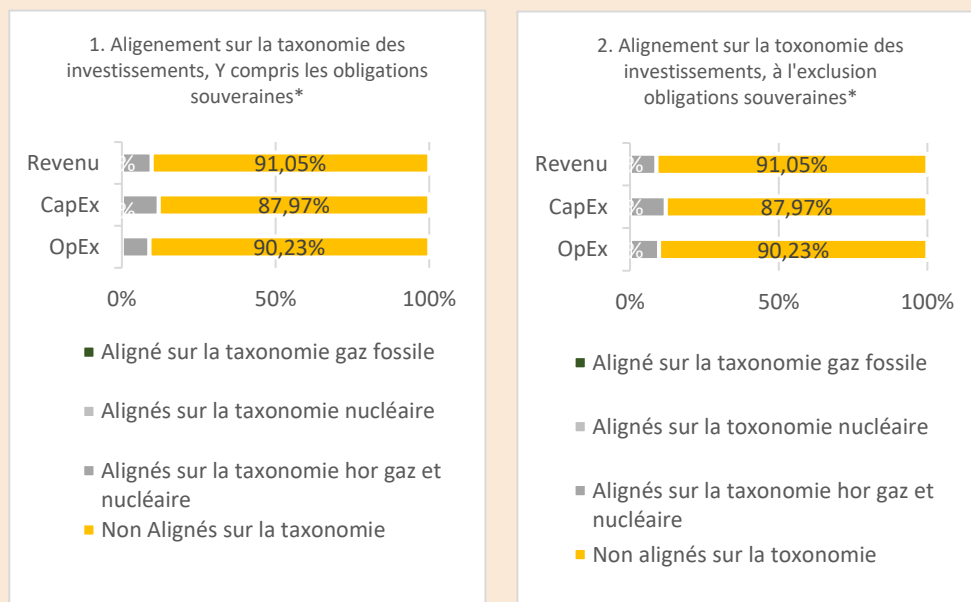 1. Aligenement sur la taxonomie des
investissements, Y compris les obligations
souveraines*
Revenu
%
91,05%
CapEx
%
87,97%
OpEx
90,23%
0%
50%
100%
Aligné sur la taxonomie gaz fossile
Alignés sur la taxonomie nucléaire
Alignés sur la taxonomie hor gaz et
nucléaire
Non Alignés sur la taxonomie
2. Alignement sur la toxonomie des
investissements, à l'exclusion
obligations souveraines*
Revenu
%
91,05%
CapEx
%
87,97%
OpEx
%
90,23%
0%
50%
100%
Aligné sur la taxonomie gaz fossile
Alignés sur la toxonomie nucléaire
Alignés sur la taxonomie hor gaz et
nucléaire
Non alignés sur la toxonomie